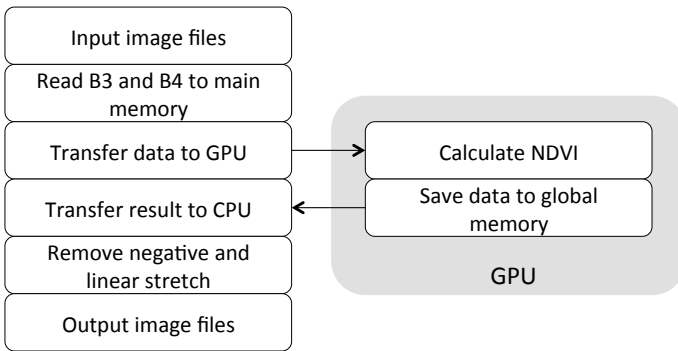 Input image files
Read B3 and B4 to main
memory
Transfer data to GPU
Transfer result to CPU
Remove negative and
linear stretch
Output image files
Calculate NDVI
Save data to global
memory
GPU